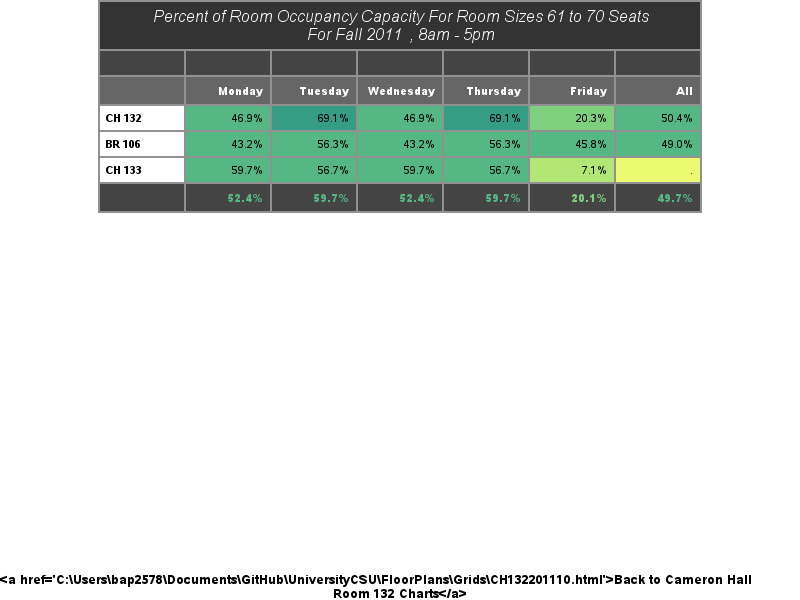 Percent of Room Occupancy Capacity For Room Sizes 61 to 70 Seats
For Fall 2011 , 8am - 5pm
Monday Tuesday Wednesday Thursday Friday All
CH 132 46.9% 69.1% 46.9% 69.1% 20.3% 50.4%
BR 106 43.2% 56.3% 43.2% 56.3% 45.8% 49.0%
CH 133 59.7% 56.7% 59.7% 56.7% 7.1% .
52.4% 59.7% 52.4% 59.7% 20.1% 49.7%
<a href='C:\Users\bap2578\Documents\GitHub\UniversityCSU\FloorPlans\Grids\CH132201110.html'>Back to Cameron Hall
Room 132 Charts</a>